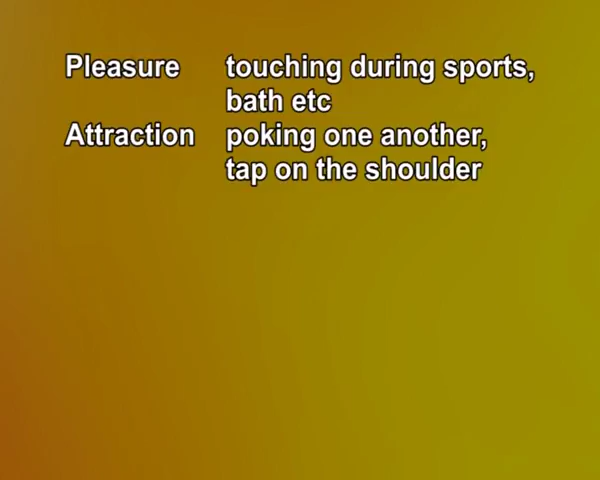 Pleasure touching during sports,
bath etc
Attraction poking one another,
tap on the shoulder